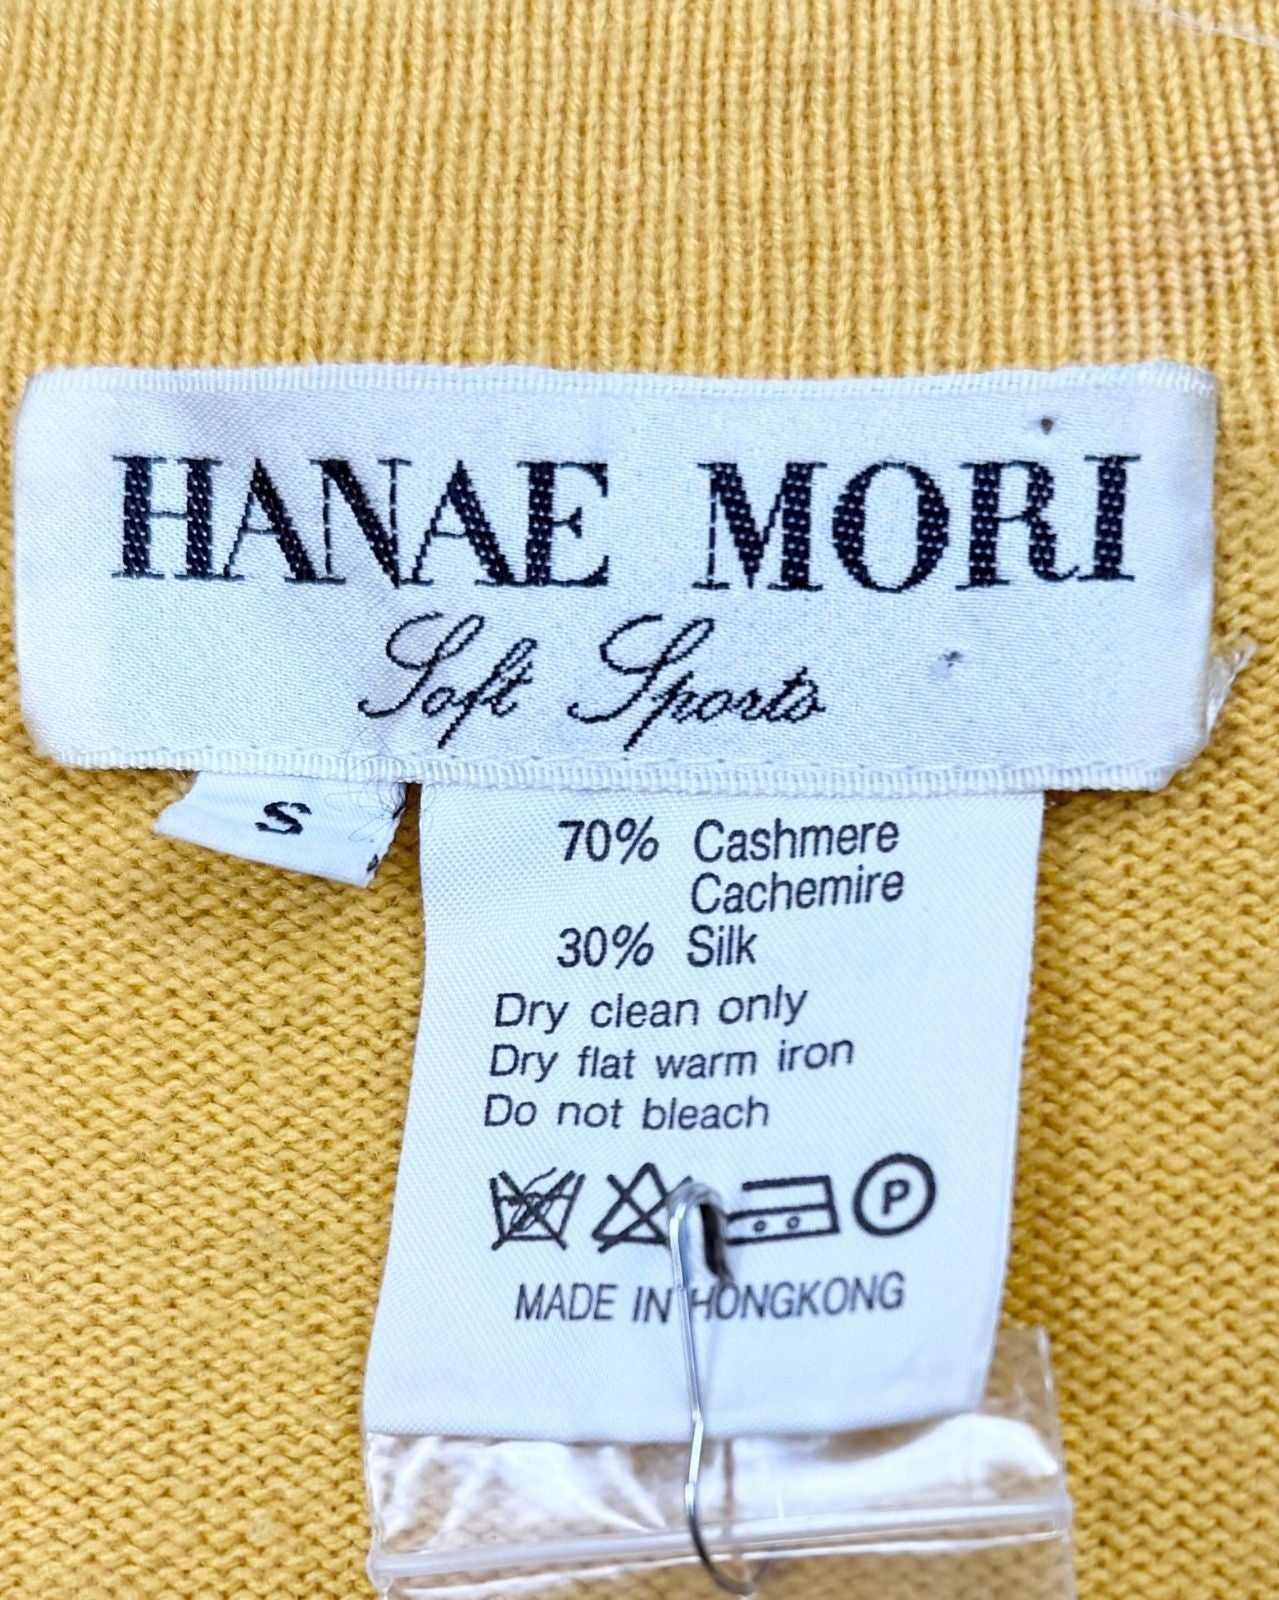 HANAE MORI
Soft Sports
S
70% Cashmere
Cachemire
30% Silk
Dry clean only
Dry flat warm iron
Do not bleach
P
MADE IN HONGKONG